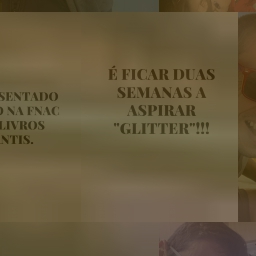 SENTADO
O NA FNAC
LIVROS
NTIS.
É FICAR DUAS
SEMANAS A
ASPIRAR
"GLITTER"!!!